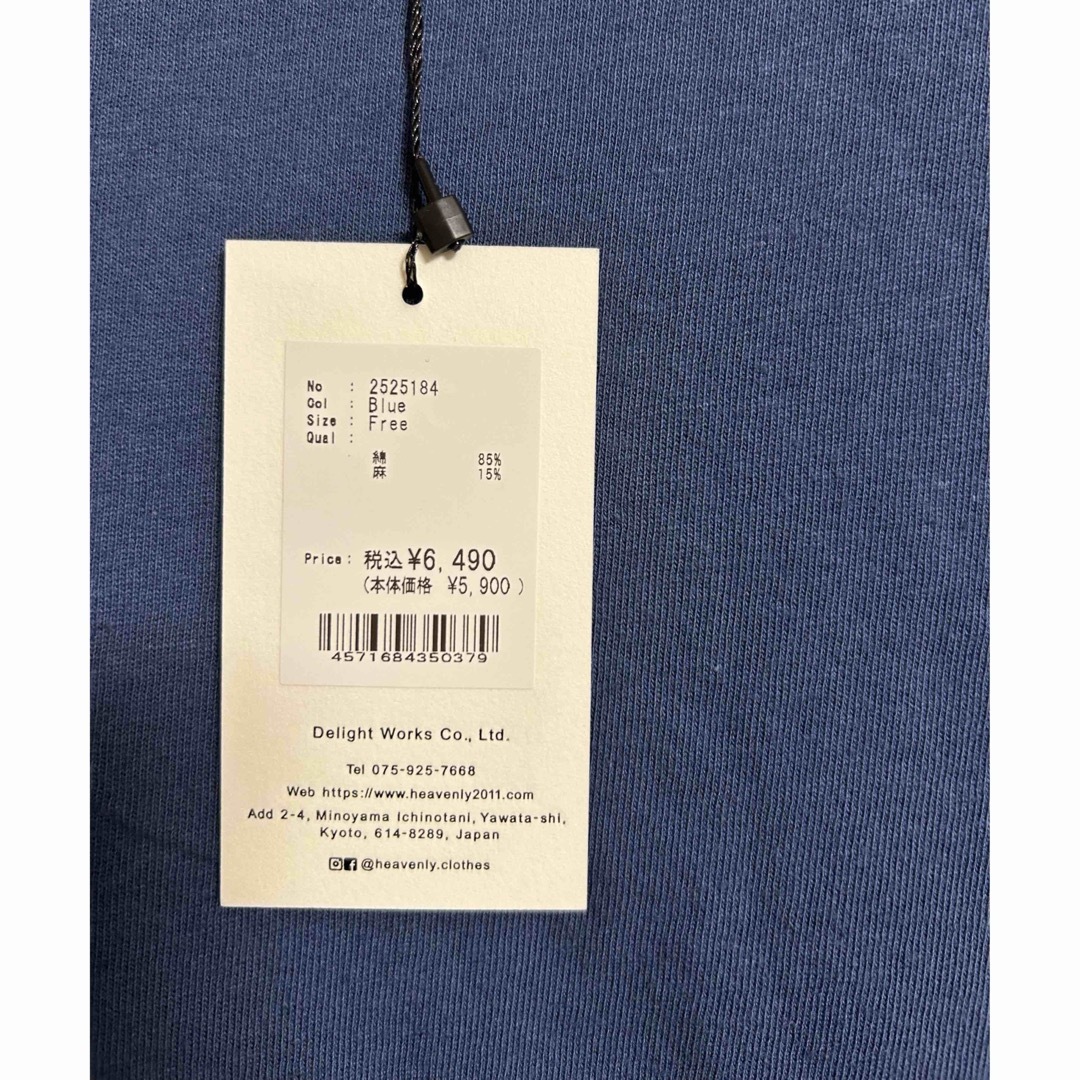 No : 2525184
Col : Blue
Size : Free
Qual :
綿 85%
麻 15%
Price : 税込¥6,490
(本体価格 ¥5,900 )
4571684350379
Delight Works Co., Ltd.
Tel 075-925-7668
Web https://www.heavenly2011.com
Add 2-4, Minoyama Ichinotani, Yawata-shi,
Kyoto, 614-8289, Japan
@heavenly.clothes